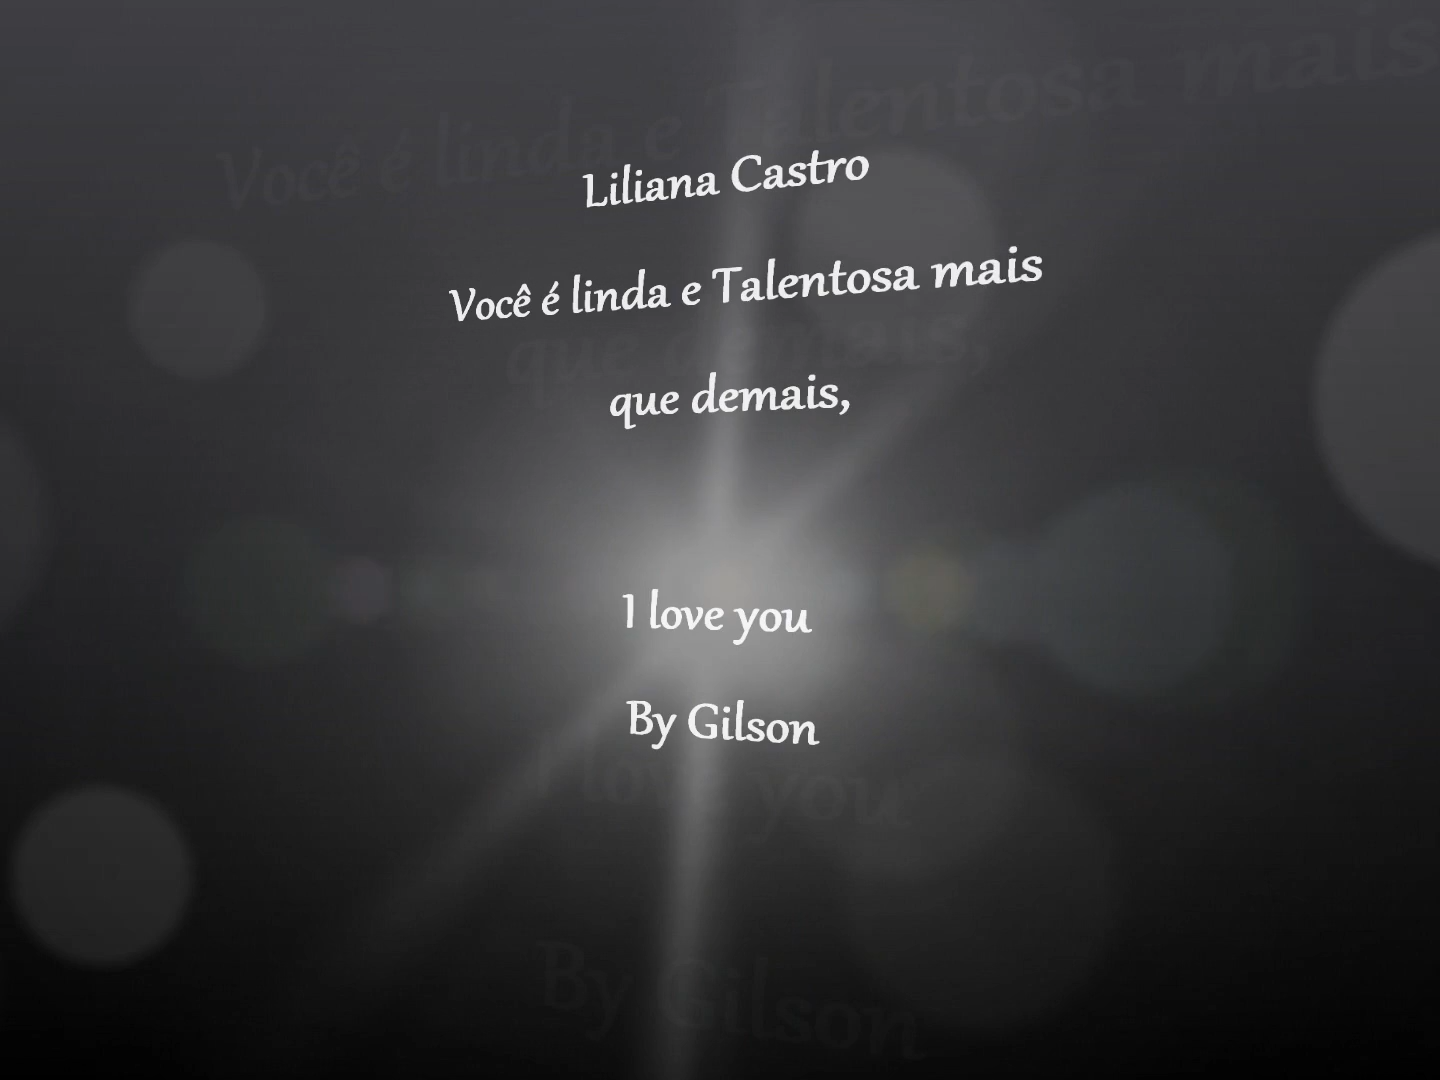 Liliana Castro
Você é linda e Talentosa mais
que demais,
I love you
By Gilson